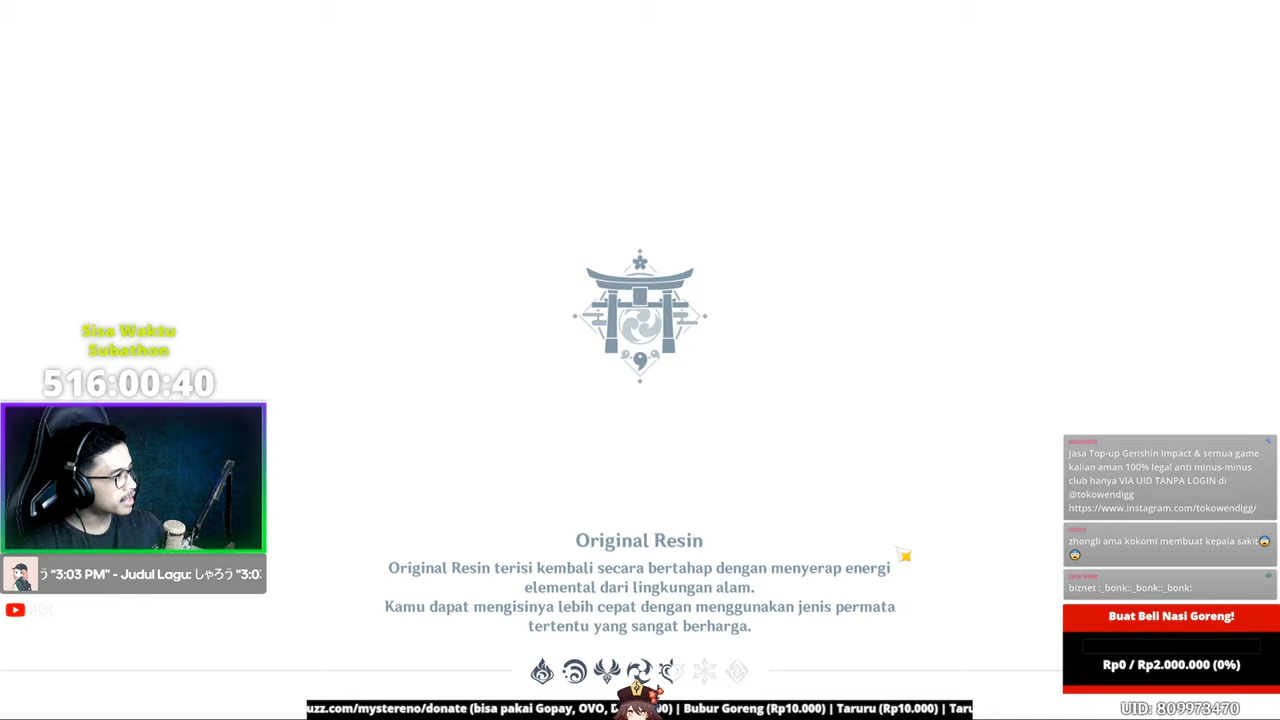 Sisa Waktu
Subathon
516:00:40
う “3:03 PM” - Judul Lagu: しゃろう “3:0
Original Resin
Original Resin terisi kembali secara bertahap dengan menyerap energi
elemental dari lingkungan alam.
Kamu dapat mengisinya lebih cepat dengan menggunakan jenis permata
tertentu yang sangat berharga.
Jasa Top-up Genshin Impact & semua game
kalian aman 100% legal anti minus-minus
club hanya VIA UID TANPA LOGIN di
@tokowendigg
https://www.instagram.com/tokowendigg/
zhongli ama kokomi membuat kepala sakit😨
😨
biznet :_bonk::_bonk::_bonk:
Buat Beli Nasi Goreng!
Rp0 / Rp2.000.000 (0%)
uzz.com/mystereno/donate (bisa pakai Gopay, OVO, 00) | Bubur Goreng (Rp10.000) | Taruru (Rp10.000) | Taru
UID: 809973470